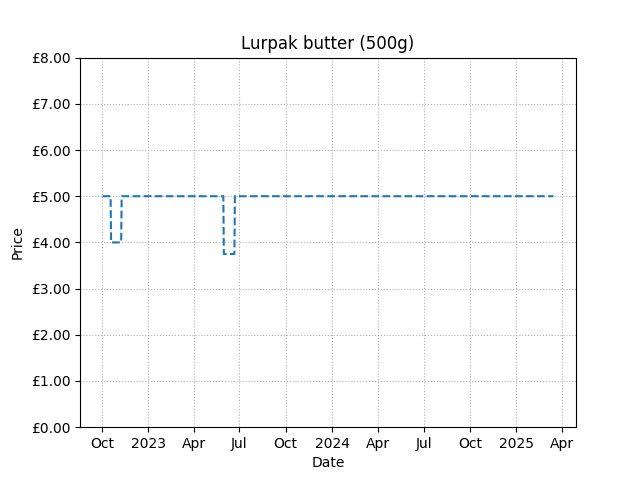 Lurpak butter (500g)
£8.00
£7.00
£6.00
£5.00
£4.00
£3.00
£2.00
£1.00
£0.00
Price
Oct 2023 Apr Jul Oct 2024 Apr Jul Oct 2025 Apr
Date